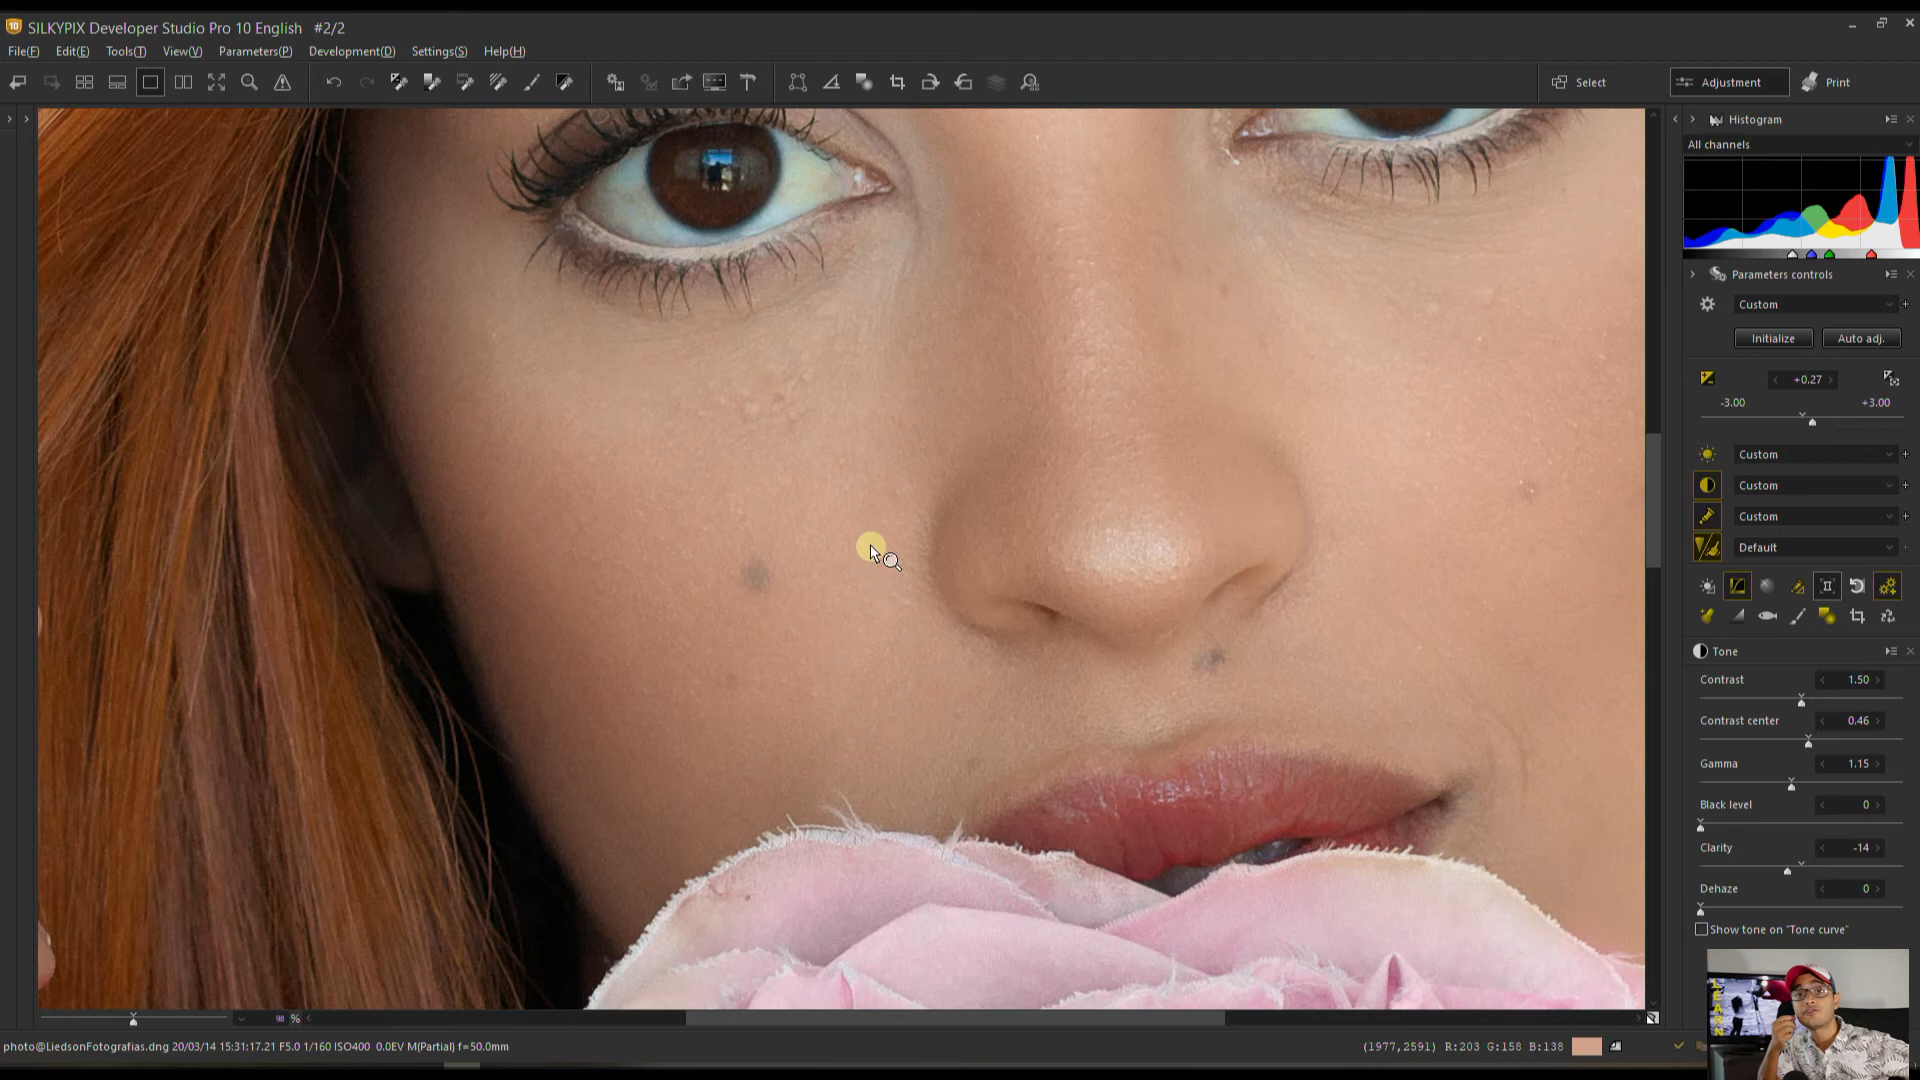 SILKYPIX Developer Studio Pro 10 English #2/2
File(F) Edit(E) Tools(T) View(V) Parameters(P) Development(D) Settings(S) Help(H)
Select Adjustment Print
Histogram
All channels
Parameters controls
Custom
Initialize Auto adj.
+0.27
-3.00 +3.00
Custom
Custom
Custom
Default
Tone
Contrast 1.50
Contrast center 0.46
Gamma 1.15
Black level 0
Clarity -14
Dehaze 0
Show tone on "Tone curve"
LEARN
98 %
photo@LiedsonFotografias.dng 20/03/14 15:31:17.21 F5.0 1/160 ISO400 0.0EV M(Partial) f=50.0mm
(1977,2591) R:203 G:158 B:138